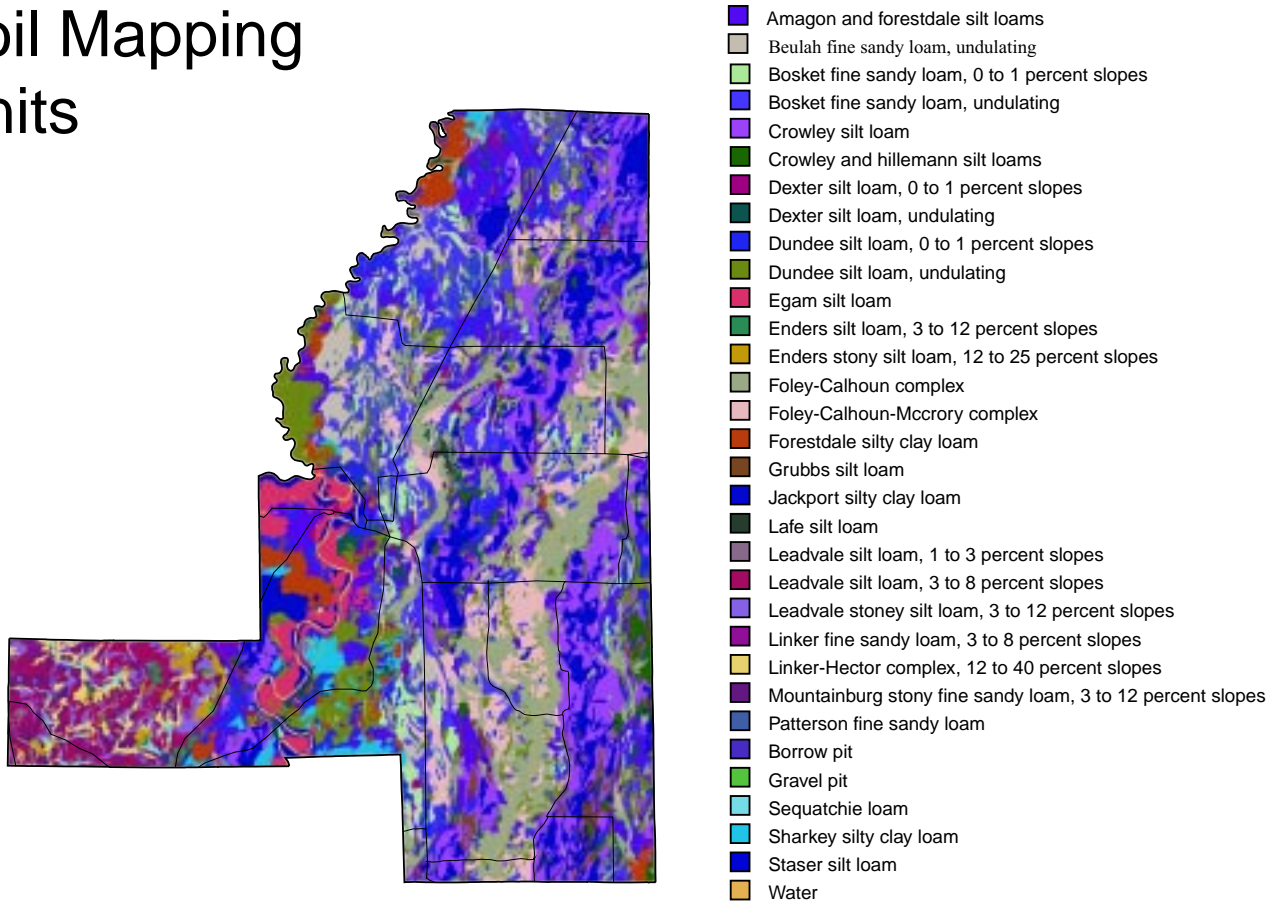 oil Mapping
nits
Amagon and forestdale silt loams
Beulah fine sandy loam, undulating
Bosket fine sandy loam, 0 to 1 percent slopes
Bosket fine sandy loam, undulating
Crowley silt loam
Crowley and hillemann silt loams
Dexter silt loam, 0 to 1 percent slopes
Dexter silt loam, undulating
Dundee silt loam, 0 to 1 percent slopes
Dundee silt loam, undulating
Egam silt loam
Enders silt loam, 3 to 12 percent slopes
Enders stony silt loam, 12 to 25 percent slopes
Foley-Calhoun complex
Foley-Calhoun-Mccrory complex
Forestdale silty clay loam
Grubbs silt loam
Jackport silty clay loam
Lafe silt loam
Leadvale silt loam, 1 to 3 percent slopes
Leadvale silt loam, 3 to 8 percent slopes
Leadvale stoney silt loam, 3 to 12 percent slopes
Linker fine sandy loam, 3 to 8 percent slopes
Linker-Hector complex, 12 to 40 percent slopes
Mountainburg stony fine sandy loam, 3 to 12 percent slopes
Patterson fine sandy loam
Borrow pit
Gravel pit
Sequatchie loam
Sharkey silty clay loam
Staser silt loam
Water